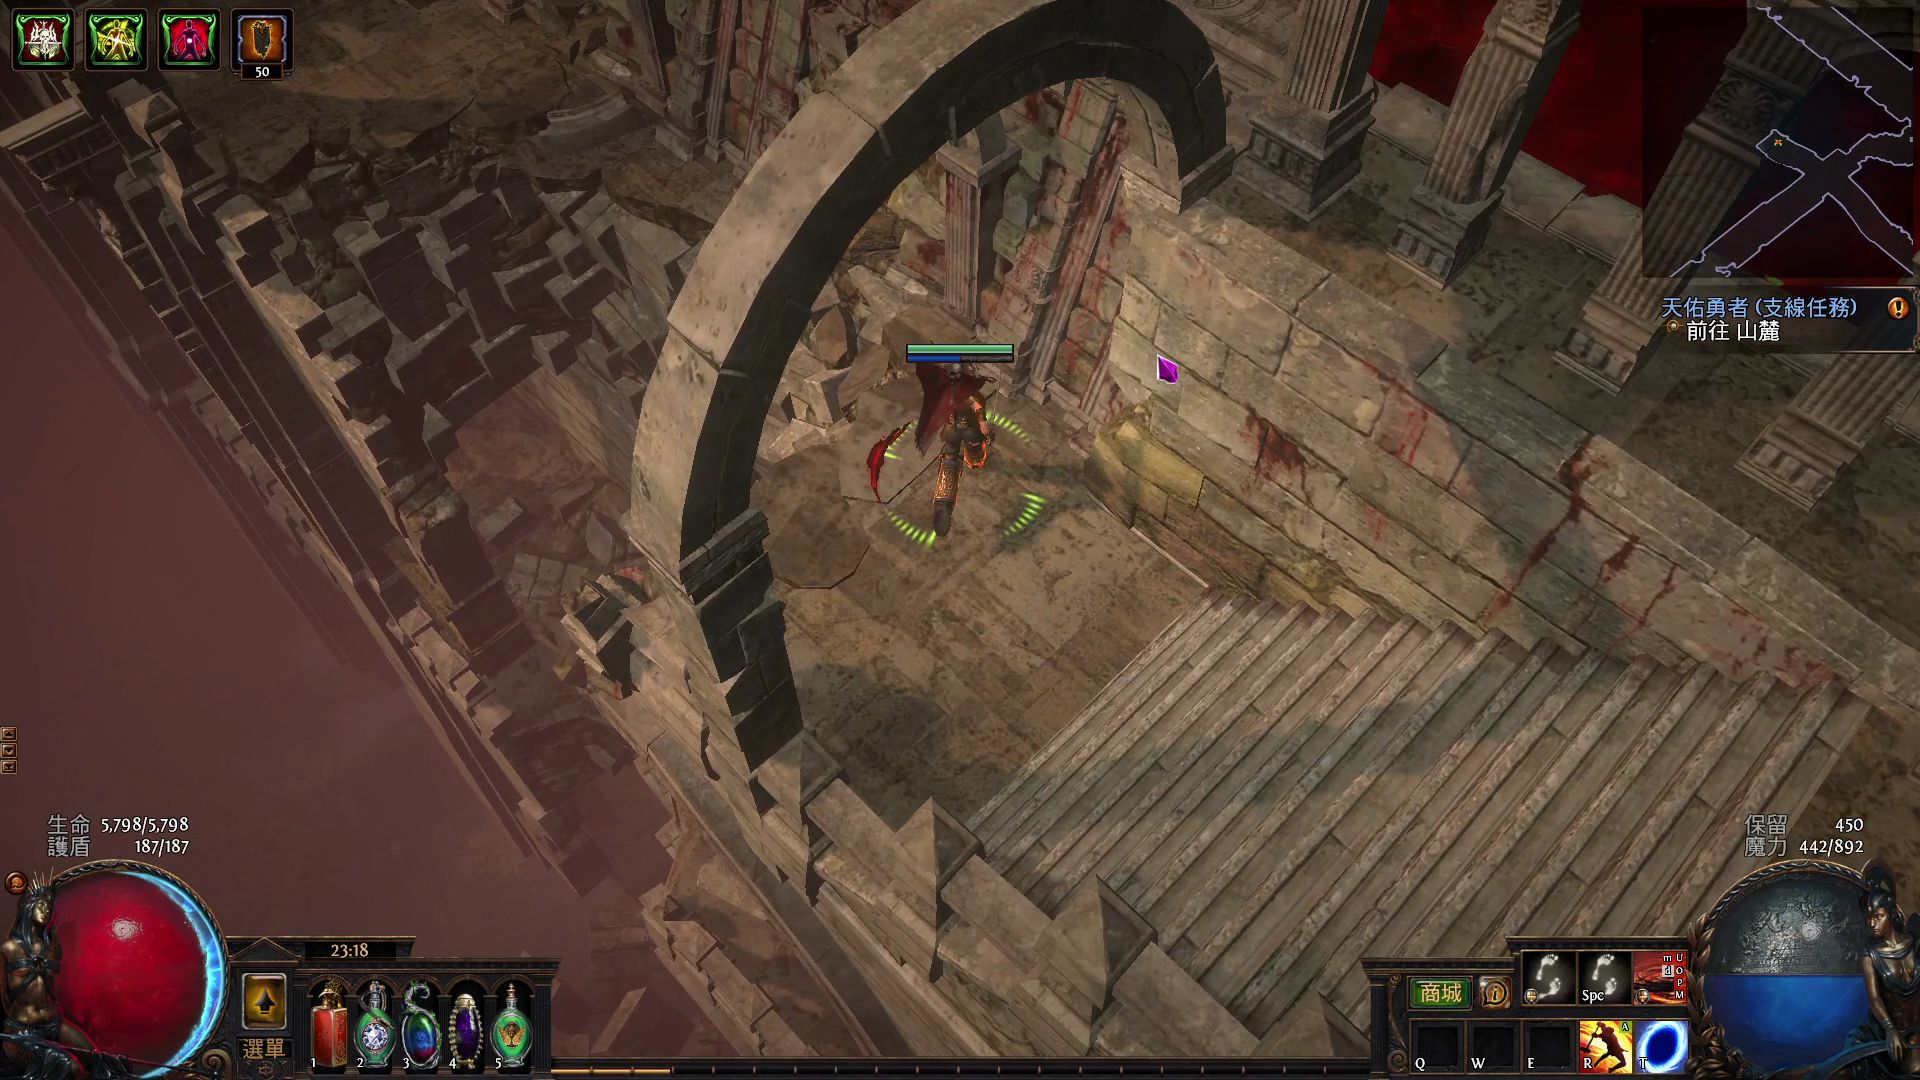 50
天佑勇者 (支線任務)
前往 山麓
生命 5,798/5,798
護盾 187/187
保留 450
魔力 442/892
23:18
選單
1
2
3
4
5
商城
Spc
m U
d O
P
M
Q
W
E
R
A
T